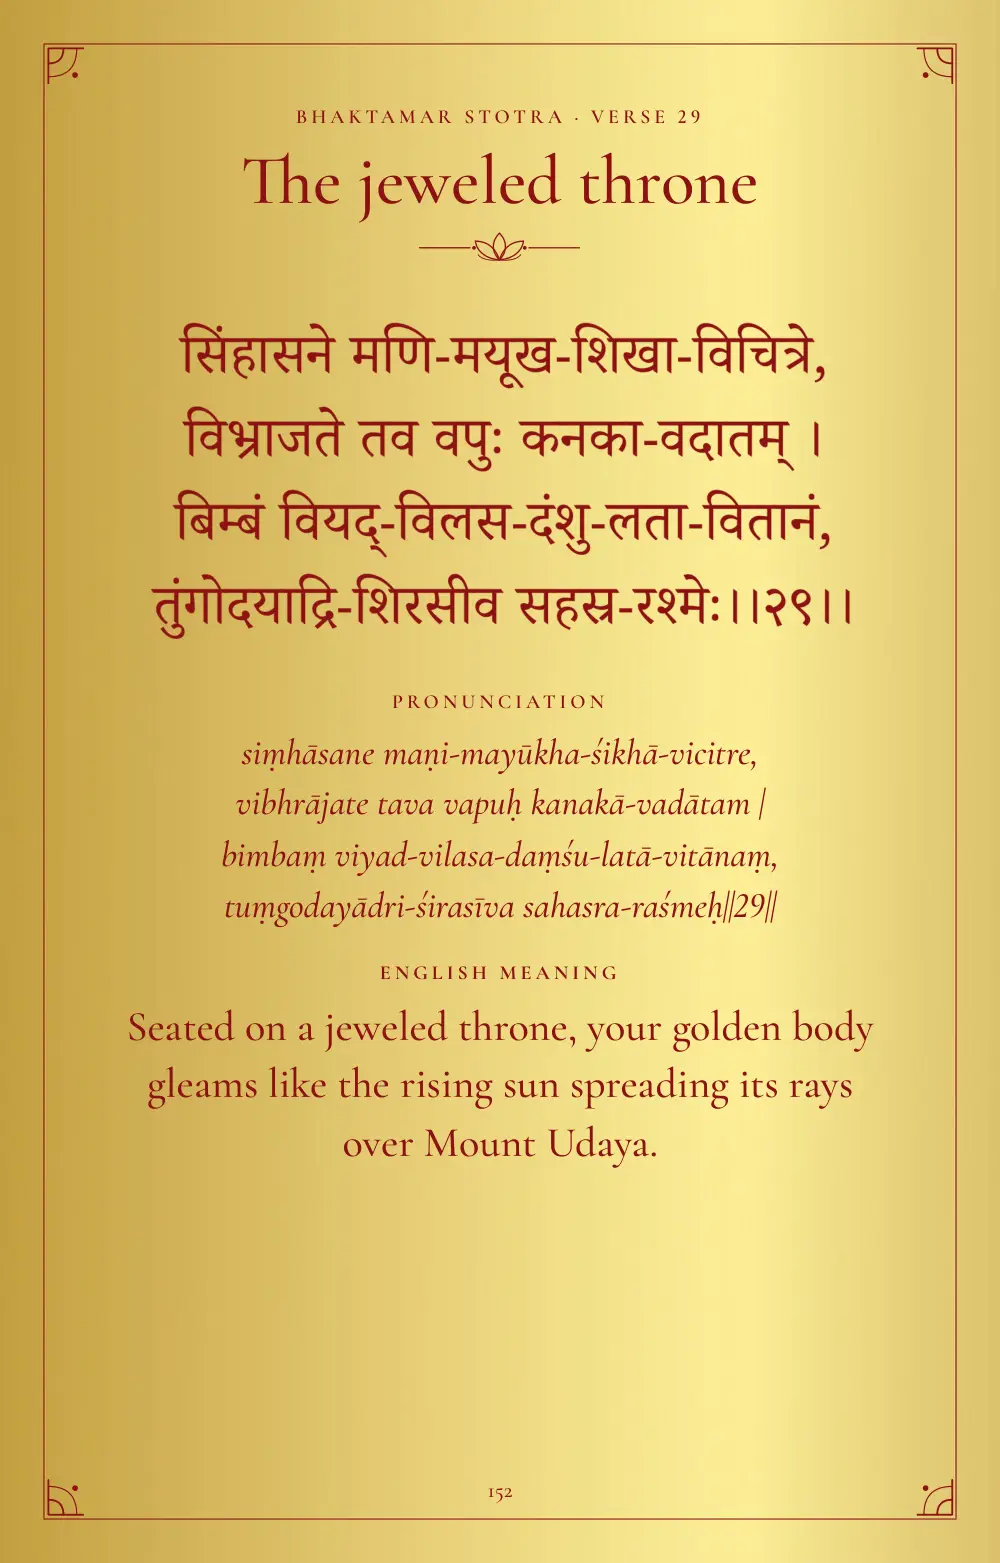 BHAKTAMAR STOTRA · VERSE 29
The jeweled throne
सिंहासने मणि-मयूख-शिखा-विचित्रे,
विभ्राजते तव वपुः कनका-वदातम् ।
बिम्बं वियद्-विलस-दंशु-लता-वितानं,
तुंगोदयाद्रि-शिरसीव सहस्र-रश्मेः।।२९।।
PRONUNCIATION
siṃhāsane maṇi-mayūkha-śikhā-vicitre,
vibhrājate tava vapuḥ kanakā-vadātam |
bimbaṃ viyad-vilasa-daṃśu-latā-vitānaṃ,
tuṃgodayādri-śirasīva sahasra-raśmeḥ||29||
ENGLISH MEANING
Seated on a jeweled throne, your golden body
gleams like the rising sun spreading its rays
over Mount Udaya.
152